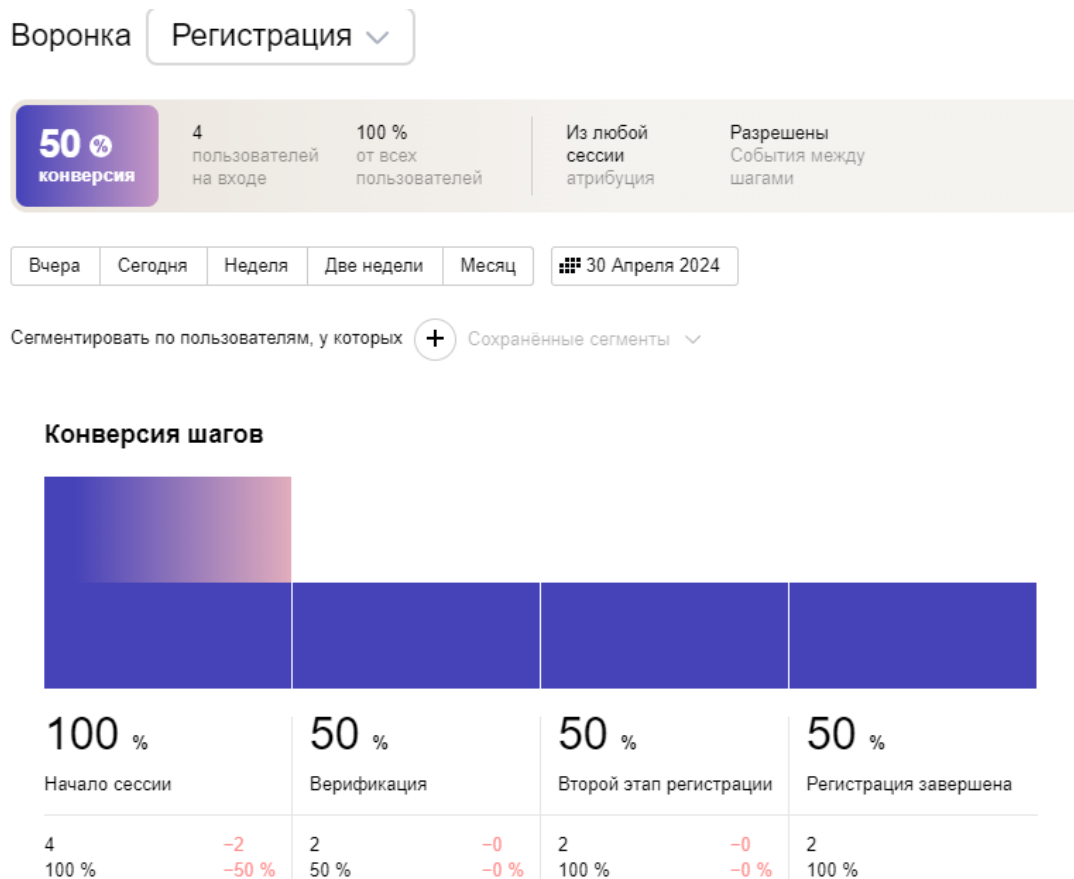 Воронка Регистрация
50 %
конверсия
4
пользователей
на входе
100 %
от всех
пользователей
Из любой
сессии
атрибуция
Разрешены
События между
шагами
Вчера Сегодня Неделя Две недели Месяц 30 Апреля 2024
Сегментировать по пользователям, у которых + Сохранённые сегменты
Конверсия шагов
100 % 50 % 50 % 50 %
Начало сессии Верификация Второй этап регистрации Регистрация завершена
4 −2 2 −0 2 −0 2
100 % −50 % 50 % −0 % 100 % −0 % 100 %